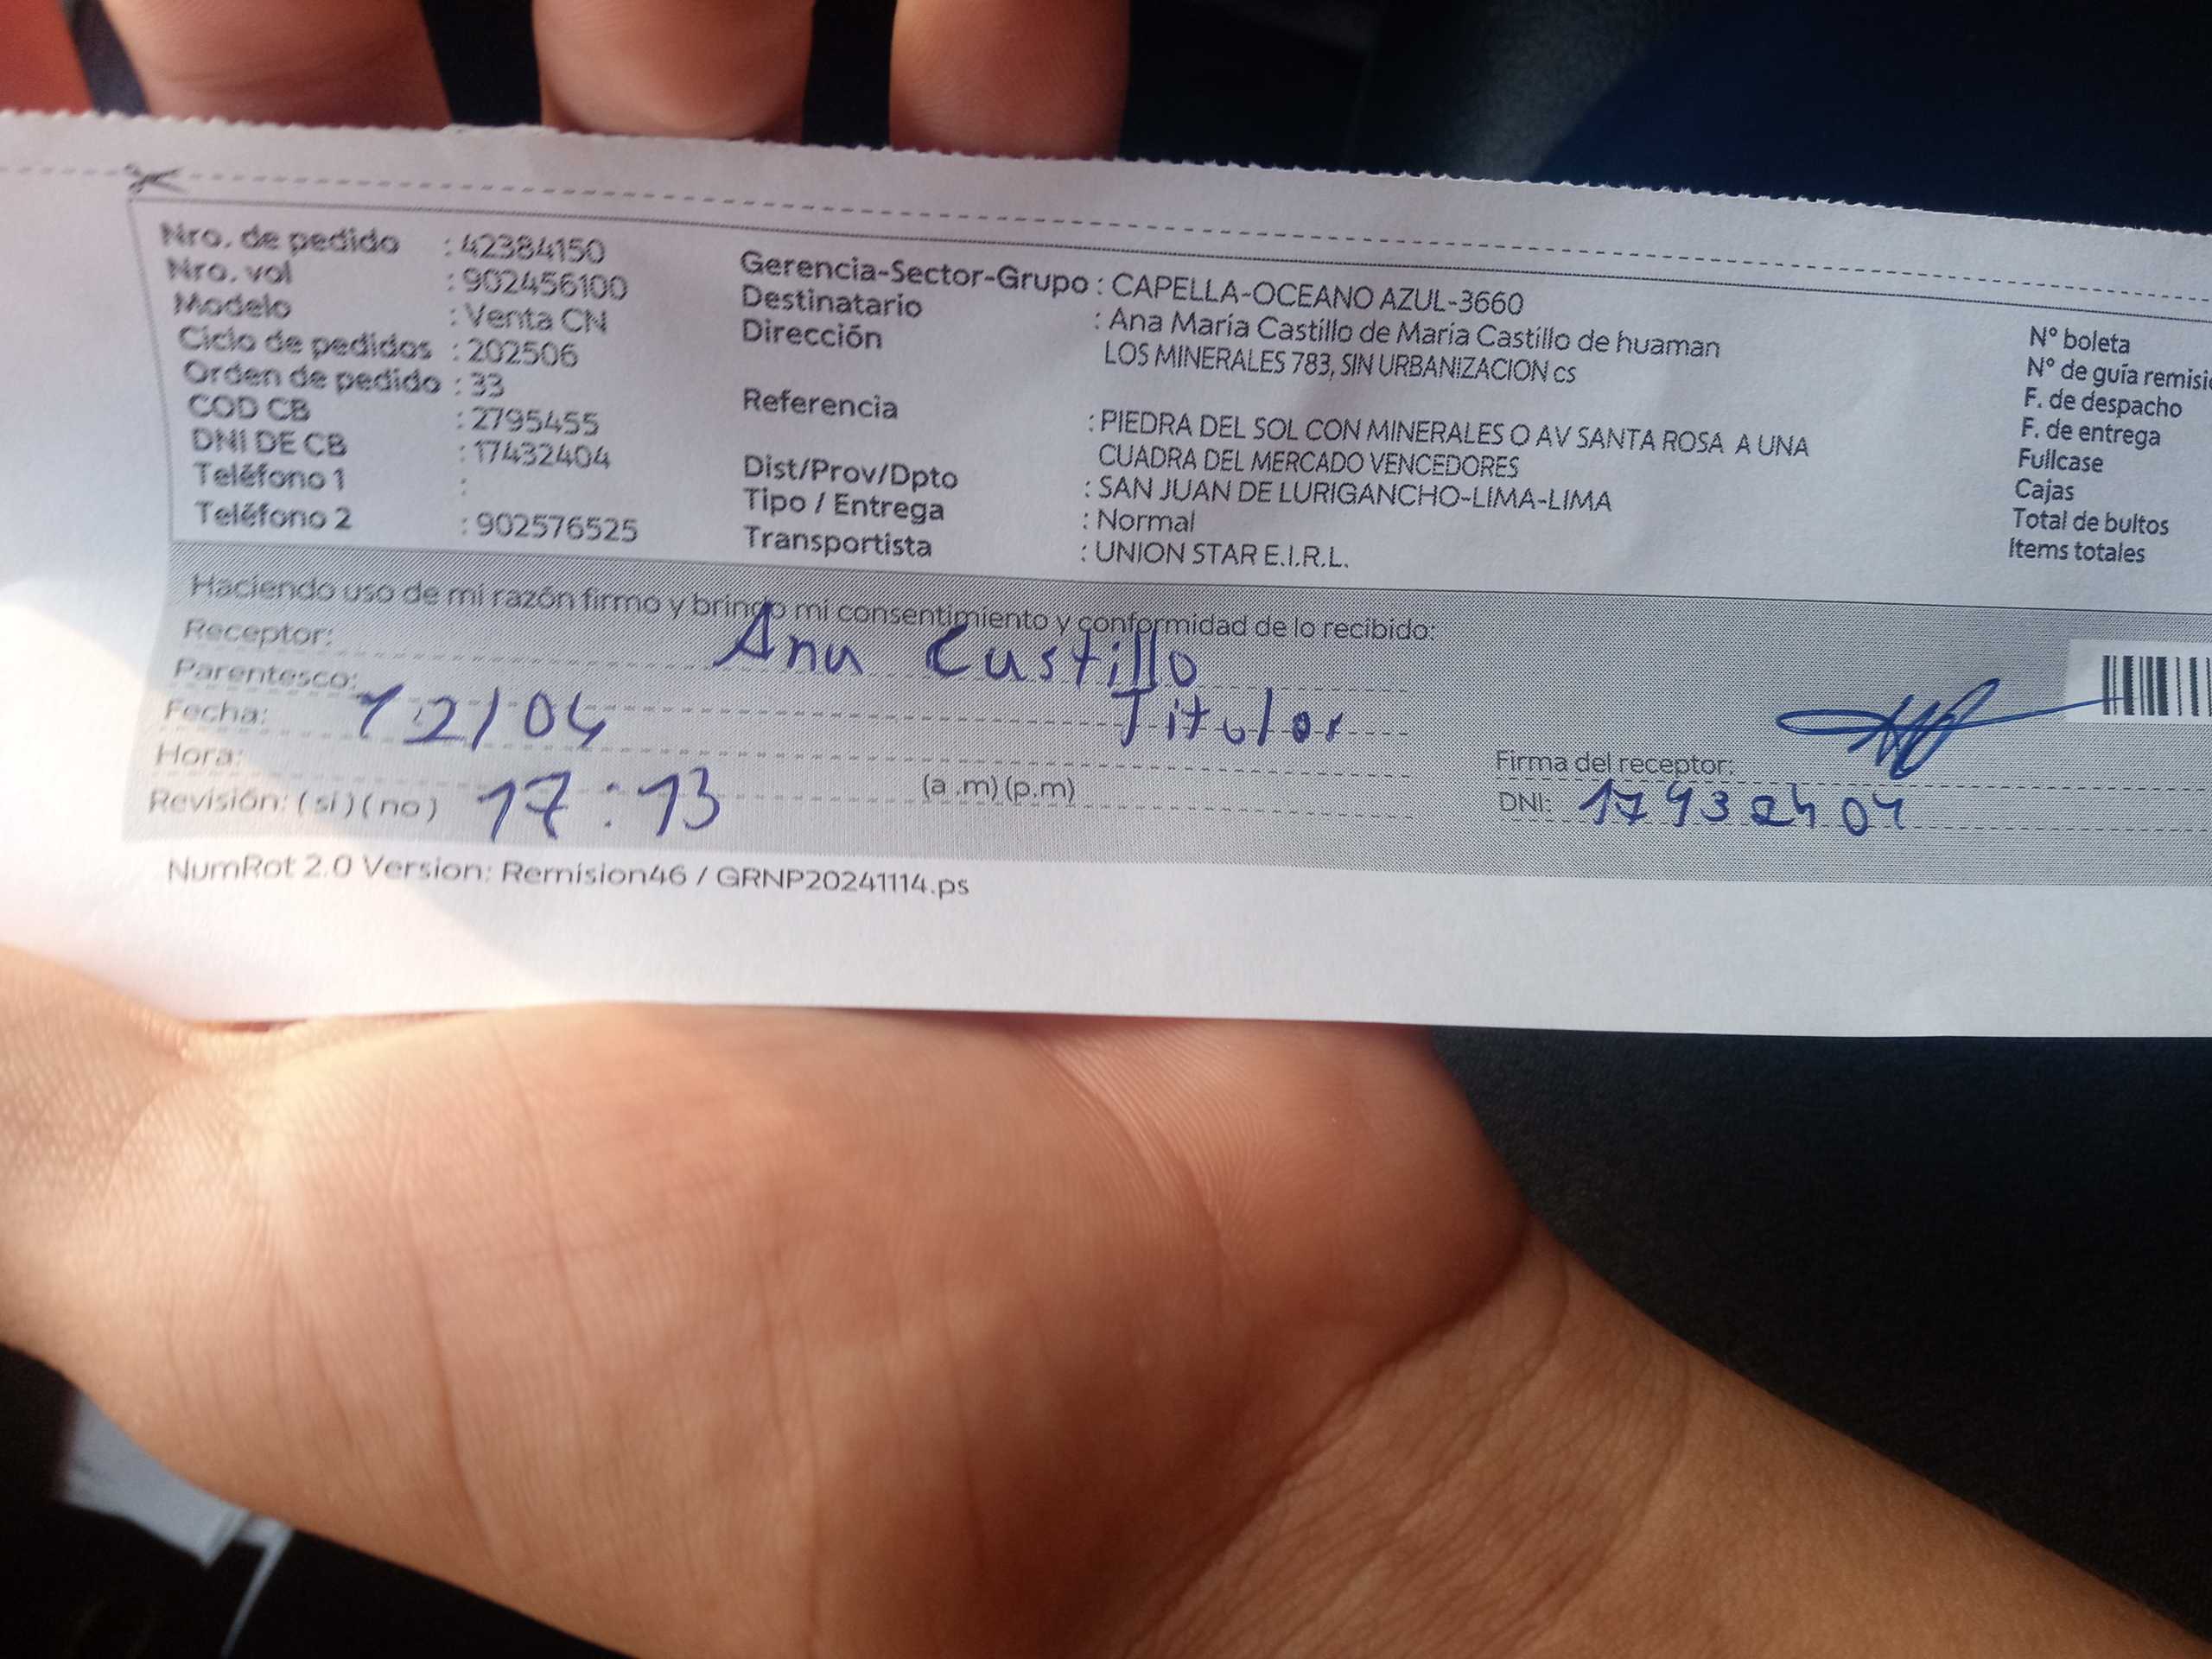 Nro. de pedido : 42384150
Nro. vol : 902456100
Modelo : Venta CN
Ciclo de pedidos : 202506
Orden de pedido : 33
COD CB : 2795455
DNI DE CB : 17432404
Teléfono 1 :
Teléfono 2 : 902576525
Gerencia-Sector-Grupo : CAPELLA-OCEANO AZUL-3660
Destinatario : Ana María Castillo de María Castillo de huaman
Dirección LOS MINERALES 783, SIN URBANIZACION cs
Referencia : PIEDRA DEL SOL CON MINERALES O AV SANTA ROSA A UNA
CUADRA DEL MERCADO VENCEDORES
Dist/Prov/Dpto : SAN JUAN DE LURIGANCHO-LIMA-LIMA
Tipo / Entrega : Normal
Transportista : UNION STAR E.I.R.L.
N° boleta
N° de guía remisi
F. de despacho
F. de entrega
Fullcase
Cajas
Total de bultos
Items totales
Haciendo uso de mi razón firmo y brindo mi consentimiento y conformidad de lo recibido:
Receptor: Ana Castillo
Parentesco: Titular
Fecha: 12/04
Hora: 17:13 (a .m) (p.m)
Revisión: ( si ) ( no )
Firma del receptor:
DNI: 17432404
NumRot 2.0 Version: Remision46 / GRNP20241114.ps